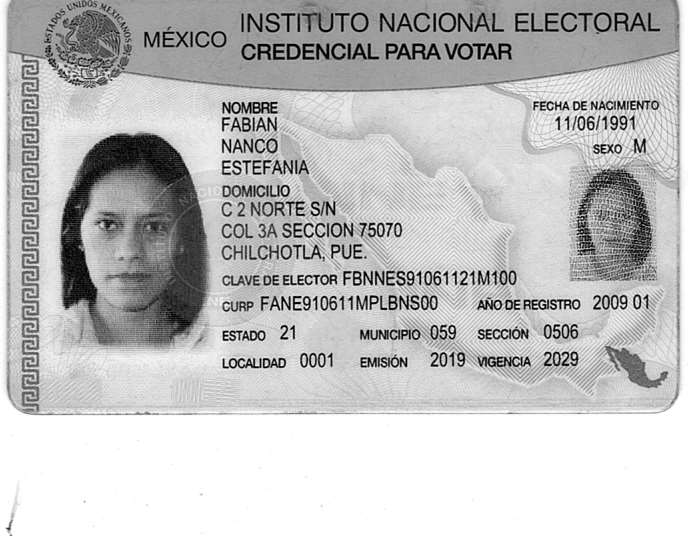 ESTADOS UNIDOS MEXICANOS
MÉXICO INSTITUTO NACIONAL ELECTORAL
CREDENCIAL PARA VOTAR
NOMBRE
FABIAN
NANCO
ESTEFANIA
FECHA DE NACIMIENTO
11/06/1991
SEXO M
DOMICILIO
C 2 NORTE S/N
COL 3A SECCION 75070
CHILCHOTLA, PUE.
CLAVE DE ELECTOR FBNNES91061121M100
CURP FANE910611MPLBNS00 AÑO DE REGISTRO 2009 01
ESTADO 21 MUNICIPIO 059 SECCIÓN 0506
LOCALIDAD 0001 EMISIÓN 2019 VIGENCIA 2029